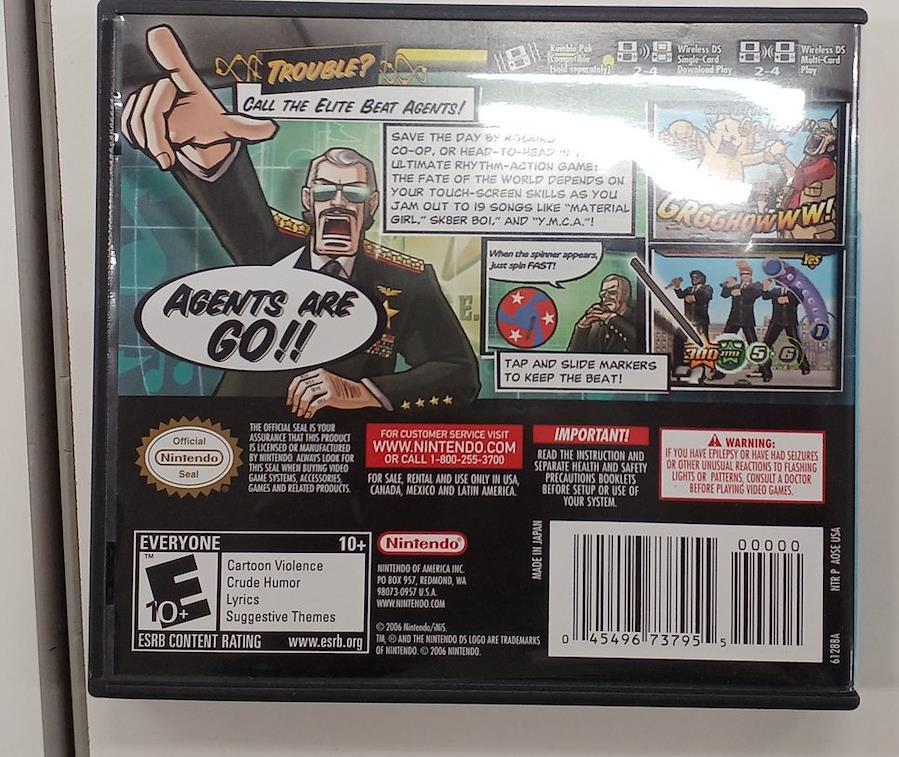 TROUBLE?
CALL THE ELITE BEAT AGENTS!
Rumble Pak
Compatible
(sold separately)
2-4
Wireless DS
Single-Card
Download Play
2-4
Wireless DS
Multi-Card
Play
SAVE THE DAY BY
CO-OP, OR HEAD-TO-HEAD IN
ULTIMATE RHYTHM-ACTION GAME:
THE FATE OF THE WORLD DEPENDS ON
YOUR TOUCH-SCREEN SKILLS AS YOU
JAM OUT TO 19 SONGS LIKE "MATERIAL
GIRL," SK8ER BOI," AND "Y.M.C.A."!
GRGGHOWWW!
When the spinner appears,
just spin FAST!
Yes
300
5
6
1
TAP AND SLIDE MARKERS
TO KEEP THE BEAT!
AGENTS ARE
GO!!
Official
Nintendo
Seal
THE OFFICIAL SEAL IS YOUR
ASSURANCE THAT THIS PRODUCT
IS LICENSED OR MANUFACTURED
BY NINTENDO. ALWAYS LOOK FOR
THIS SEAL WHEN BUYING VIDEO
GAME SYSTEMS, ACCESSORIES,
GAMES AND RELATED PRODUCTS.
FOR CUSTOMER SERVICE VISIT
WWW.NINTENDO.COM
OR CALL 1-800-255-3700
FOR SALE, RENTAL AND USE ONLY IN USA,
CANADA, MEXICO AND LATIN AMERICA.
IMPORTANT!
READ THE INSTRUCTION AND
SEPARATE HEALTH AND SAFETY
PRECAUTIONS BOOKLETS
BEFORE SETUP OR USE OF
YOUR SYSTEM.
WARNING:
IF YOU HAVE EPILEPSY OR HAVE HAD SEIZURES
OR OTHER UNUSUAL REACTIONS TO FLASHING
LIGHTS OR PATTERNS, CONSULT A DOCTOR
BEFORE PLAYING VIDEO GAMES.
EVERYONE 10+
TM
E
10+
Cartoon Violence
Crude Humor
Lyrics
Suggestive Themes
ESRB CONTENT RATING www.esrb.org
Nintendo®
NINTENDO OF AMERICA INC.
PO BOX 957, REDMOND, WA
98073-0957 U.S.A.
WWW.NINTENDO.COM
© 2006 Nintendo/iNiS.
TM, ® AND THE NINTENDO DS LOGO ARE TRADEMARKS
OF NINTENDO. © 2006 NINTENDO.
MADE IN JAPAN
00000
0 45496 73795 5
NTR P AOSE USA
61288A